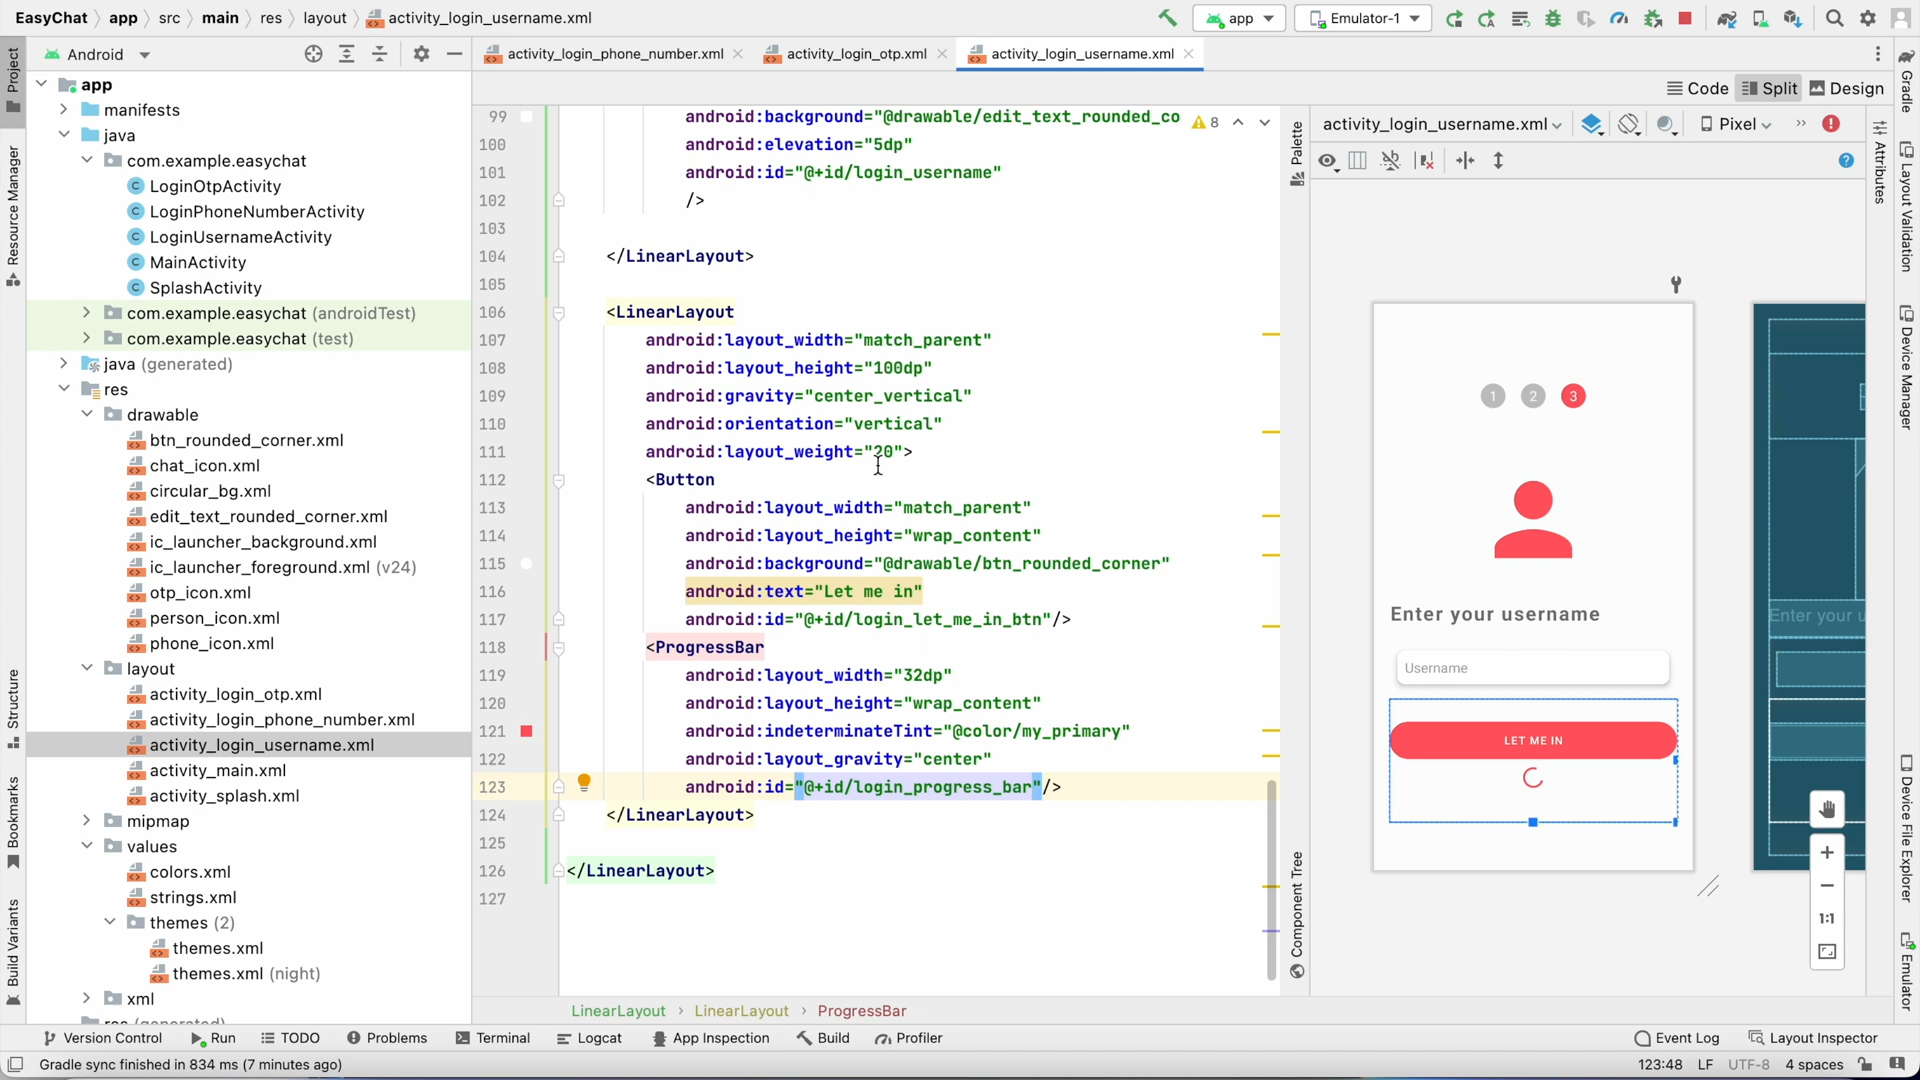 EasyChat app src main res layout activity_login_username.xml
app Emulator-1
Android
activity_login_phone_number.xml activity_login_otp.xml activity_login_username.xml
Code Split Design
Project
Resource Manager
Structure
Bookmarks
Build Variants
app
manifests
java
com.example.easychat
LoginOtpActivity
LoginPhoneNumberActivity
LoginUsernameActivity
MainActivity
SplashActivity
com.example.easychat (androidTest)
com.example.easychat (test)
java (generated)
res
drawable
btn_rounded_corner.xml
chat_icon.xml
circular_bg.xml
edit_text_rounded_corner.xml
ic_launcher_background.xml
ic_launcher_foreground.xml (v24)
otp_icon.xml
person_icon.xml
phone_icon.xml
layout
activity_login_otp.xml
activity_login_phone_number.xml
activity_login_username.xml
activity_main.xml
activity_splash.xml
mipmap
values
colors.xml
strings.xml
themes (2)
themes.xml
themes.xml (night)
xml
res (generated)
8
99 android:background="@drawable/edit_text_rounded_co
100 android:elevation="5dp"
101 android:id="@+id/login_username"
102 />
103
104 </LinearLayout>
105
106 <LinearLayout
107 android:layout_width="match_parent"
108 android:layout_height="100dp"
109 android:gravity="center_vertical"
110 android:orientation="vertical"
111 android:layout_weight="20">
112 <Button
113 android:layout_width="match_parent"
114 android:layout_height="wrap_content"
115 android:background="@drawable/btn_rounded_corner"
116 android:text="Let me in"
117 android:id="@+id/login_let_me_in_btn"/>
118 <ProgressBar
119 android:layout_width="32dp"
120 android:layout_height="wrap_content"
121 android:indeterminateTint="@color/my_primary"
122 android:layout_gravity="center"
123 android:id="@+id/login_progress_bar"/>
124 </LinearLayout>
125
126 </LinearLayout>
127
LinearLayout LinearLayout ProgressBar
Palette
Component Tree
activity_login_username.xml Pixel
1 2 3
Enter your username
Username
LET ME IN
Enter your u
1:1
Attributes
Gradle
Layout Validation
Device Manager
Device File Explorer
Emulator
Version Control Run TODO Problems Terminal Logcat App Inspection Build Profiler Event Log Layout Inspector
Gradle sync finished in 834 ms (7 minutes ago) 123:48 LF UTF-8 4 spaces